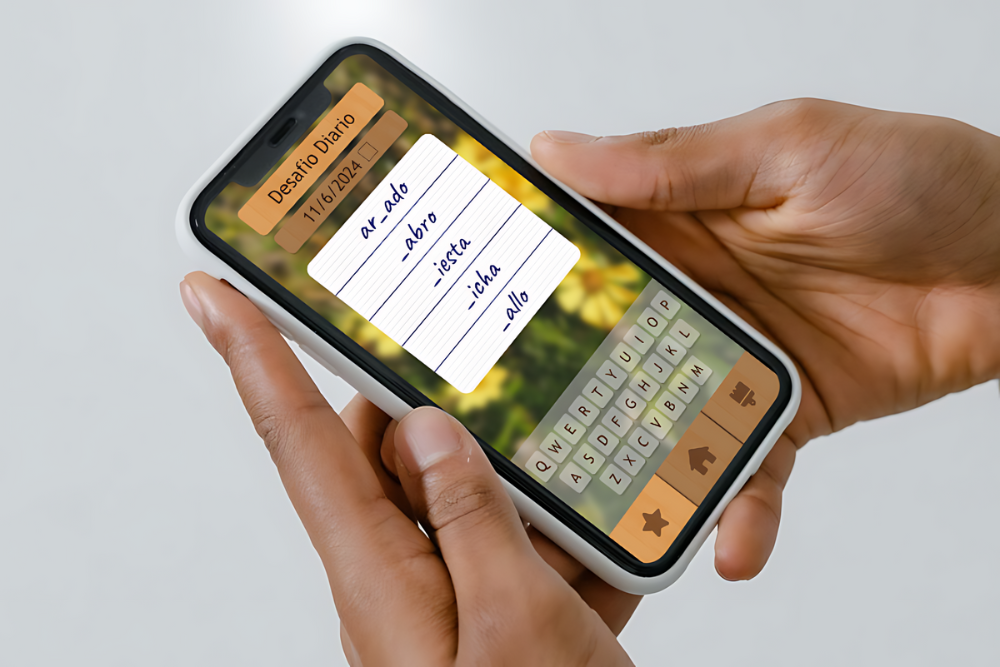 Desafio Diario
11/6/2024
ar_ado
_abro
_iesta
_icha
_allo
Q W E R T Y U I O P
A S D F G H J K L
Z X C V B N M